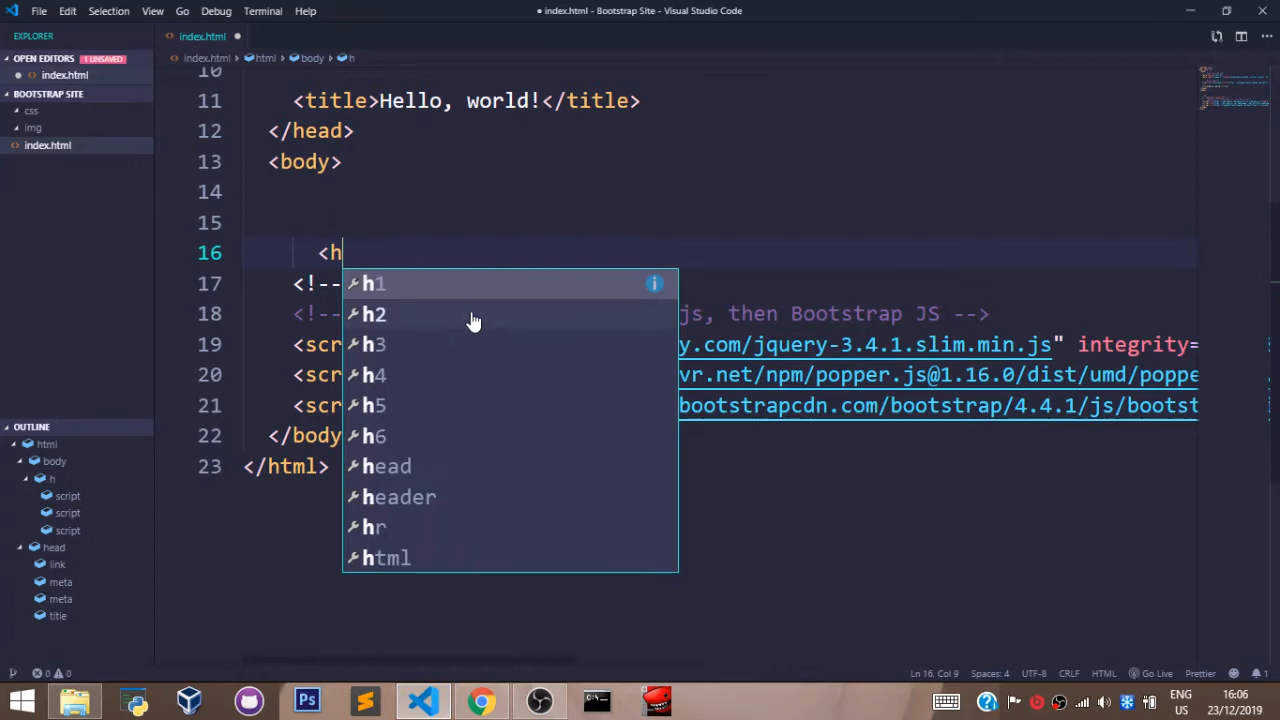 File Edit Selection View Go Debug Terminal Help
● index.html - Bootstrap Site - Visual Studio Code
EXPLORER
OPEN EDITORS 1 UNSAVED
index.html
BOOTSTRAP SITE
css
img
index.html
OUTLINE
html
body
h
script
script
script
head
link
meta
meta
title
index.html
index.html > html > body > h
10
11 <title>Hello, world!</title>
12 </head>
13 <body>
14
15
16 <h
17 <!--
18 <!-- js, then Bootstrap JS -->
19 <scr y.com/jquery-3.4.1.slim.min.js" integrity=
20 <scr vr.net/npm/popper.js@1.16.0/dist/umd/poppe
21 <scr bootstrapcdn.com/bootstrap/4.4.1/js/bootst
22 </body
23 </html>
h1
h2
h3
h4
h5
h6
head
header
hr
html
0 0
Ln 16, Col 9 Spaces: 4 UTF-8 CRLF HTML Go Live Prettier 1
Ps
ENG
US
16:06
23/12/2019